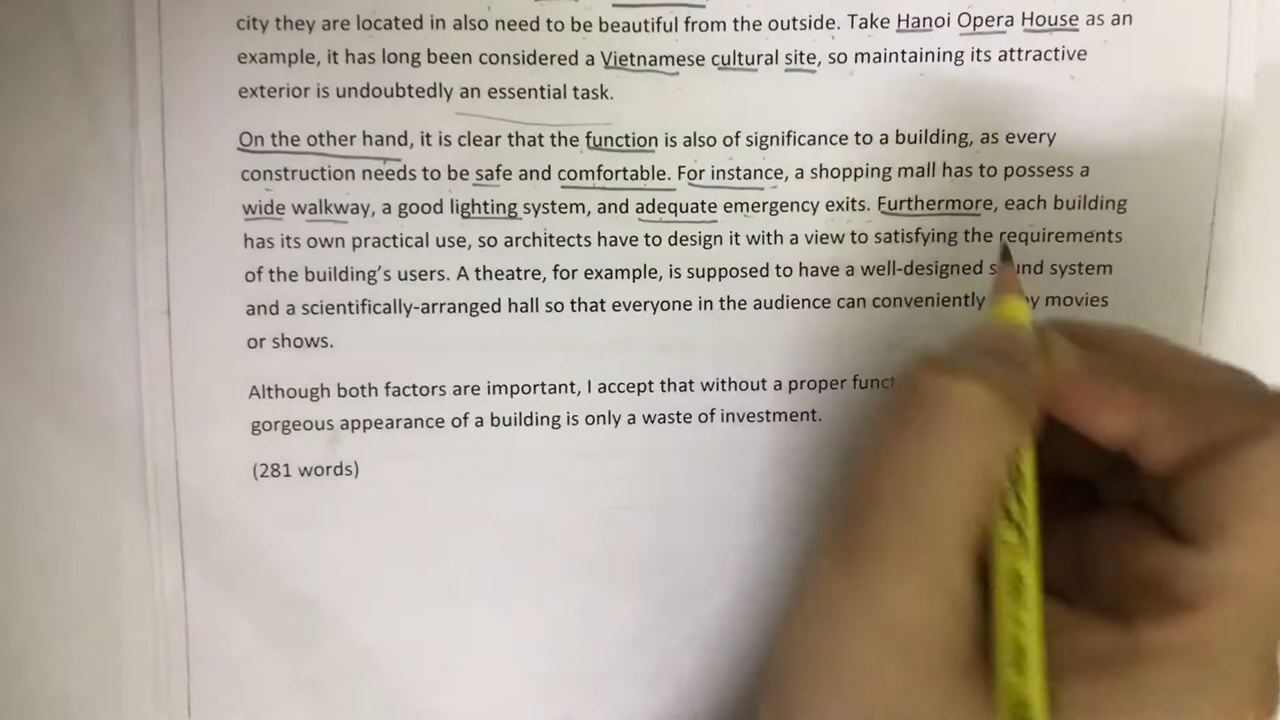 city they are located in also need to be beautiful from the outside. Take Hanoi Opera House as an
example, it has long been considered a Vietnamese cultural site, so maintaining its attractive
exterior is undoubtedly an essential task.
On the other hand, it is clear that the function is also of significance to a building, as every
construction needs to be safe and comfortable. For instance, a shopping mall has to possess a
wide walkway, a good lighting system, and adequate emergency exits. Furthermore, each building
has its own practical use, so architects have to design it with a view to satisfying the requirements
of the building's users. A theatre, for example, is supposed to have a well-designed system
and a scientifically-arranged hall so that everyone in the audience can conveniently movies
or shows.
Although both factors are important, I accept that without a proper
gorgeous appearance of a building is only a waste of investment.
(281 words)